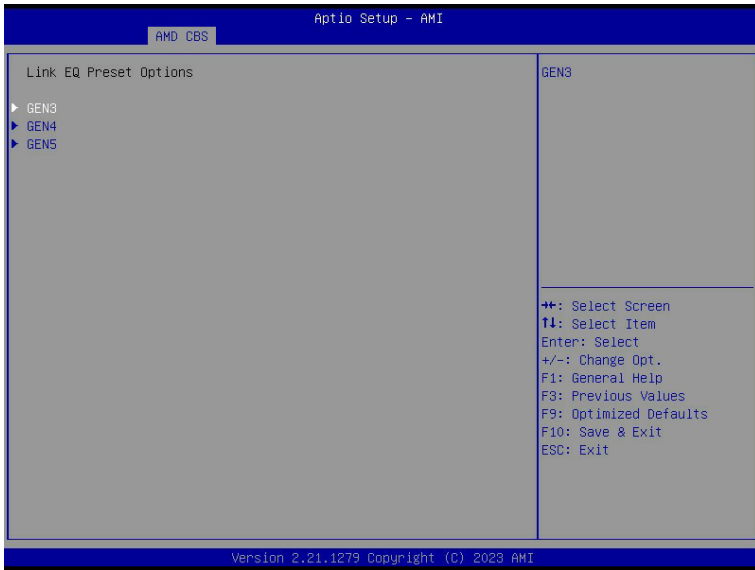 Aptio Setup – AMI
AMD CBS
Link EQ Preset Options
GEN3
GEN4
GEN5
GEN3
→←: Select Screen
↑↓: Select Item
Enter: Select
+/-: Change Opt.
F1: General Help
F3: Previous Values
F9: Optimized Defaults
F10: Save & Exit
ESC: Exit
Version 2.21.1279 Copyright (C) 2023 AMI